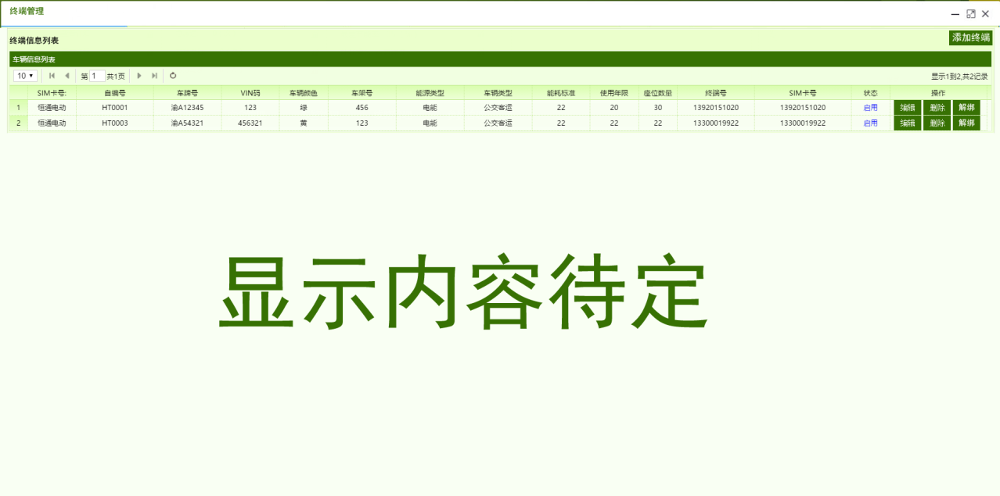 终端管理
终端信息列表 添加终端
车辆信息列表
10 第 1 共1页 显示1到2,共2记录
SIM卡号: 自编号 车牌号 VIN码 车辆颜色 车架号 能源类型 车辆类型 能耗标准 使用年限 座位数量 终端号 SIM卡号 状态 操作
1 恒通电动 HT0001 渝A12345 123 绿 456 电能 公交客运 22 20 30 13920151020 13920151020 启用 编辑 删除 解绑
2 恒通电动 HT0003 渝A54321 456321 黄 123 电能 公交客运 22 22 22 13300019922 13300019922 启用 编辑 删除 解绑
显示内容待定